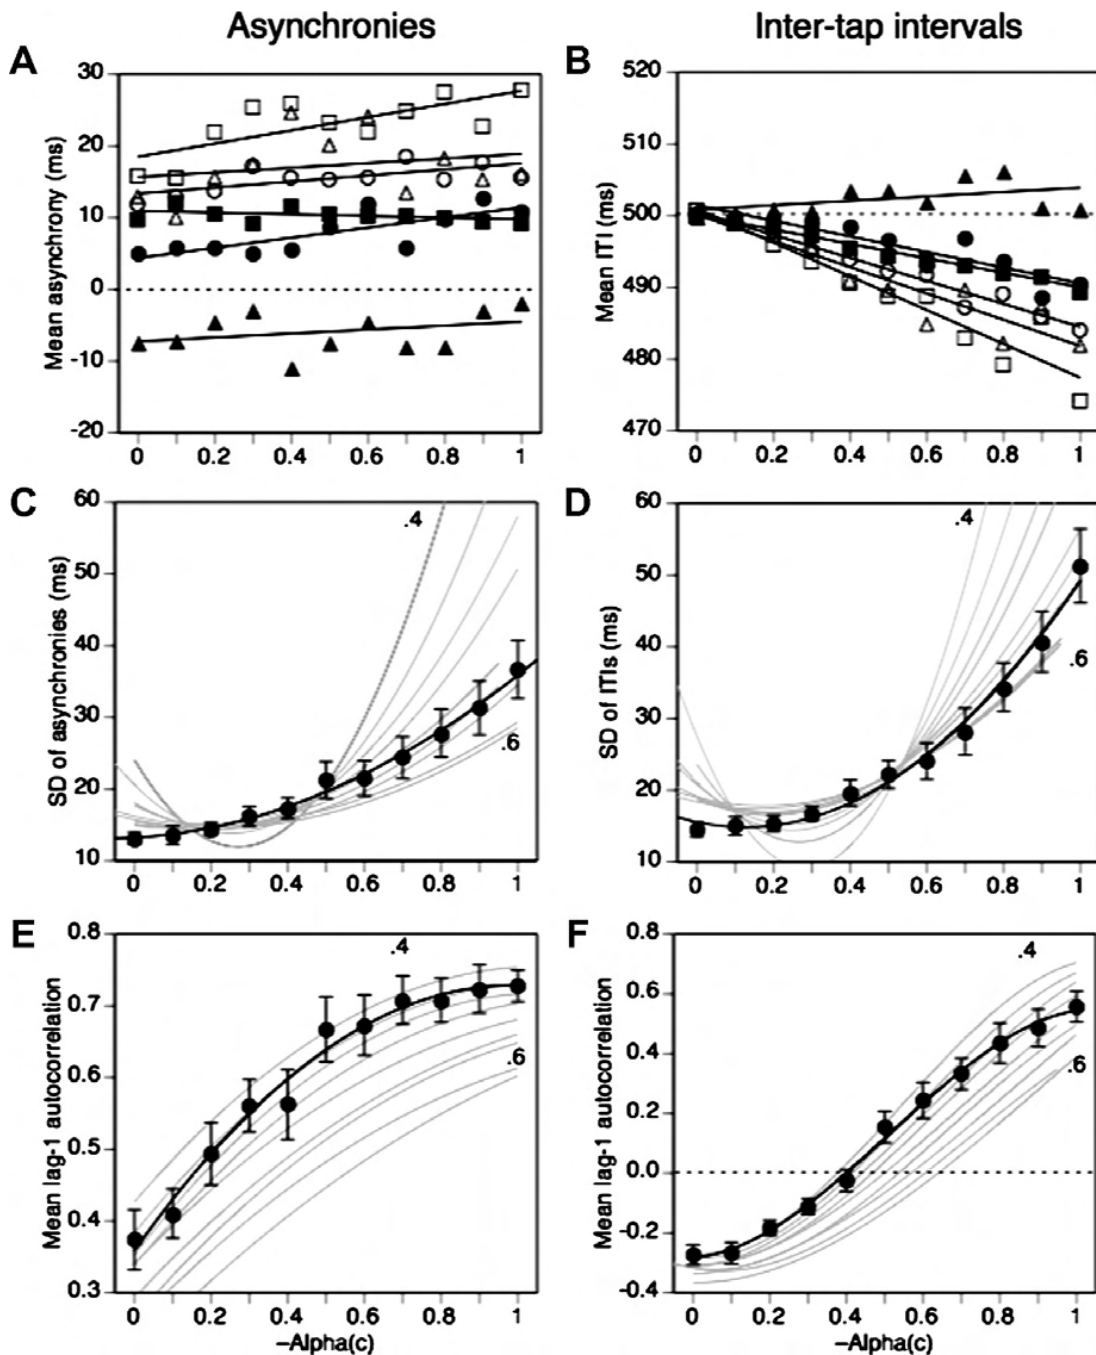 Asynchronies
Inter-tap intervals
A
Mean asynchrony (ms)
30
20
10
0
-10
-20
0 0.2 0.4 0.6 0.8 1
B
Mean ITI (ms)
520
510
500
490
480
470
0 0.2 0.4 0.6 0.8 1
C
SD of asynchronies (ms)
60
50
40
30
20
10
.4
.6
0 0.2 0.4 0.6 0.8 1
D
SD of ITIs (ms)
60
50
40
30
20
10
.4
.6
0 0.2 0.4 0.6 0.8 1
E
Mean lag-1 autocorrelation
0.8
0.7
0.6
0.5
0.4
0.3
.4
.6
0 0.2 0.4 0.6 0.8 1
–Alpha(c)
F
Mean lag-1 autocorrelation
0.8
0.6
0.4
0.2
0.0
-0.2
-0.4
.4
.6
0 0.2 0.4 0.6 0.8 1
–Alpha(c)